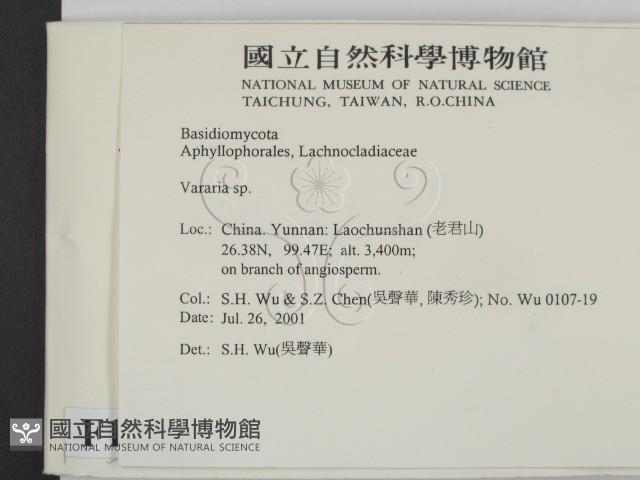 國立自然科學博物館
NATIONAL MUSEUM OF NATURAL SCIENCE
TAICHUNG, TAIWAN, R.O.CHINA
Basidiomycota
Aphyllophorales, Lachnocladiaceae
Vararia sp.
Loc.: China. Yunnan: Laochunshan (老君山)
26.38N, 99.47E; alt. 3,400m;
on branch of angiosperm.
Col.: S.H. Wu & S.Z. Chen(吳聲華, 陳秀珍); No. Wu 0107-19
Date: Jul. 26, 2001
Det.: S.H. Wu(吳聲華)
國立自然科學博物館
NATIONAL MUSEUM OF NATURAL SCIENCE